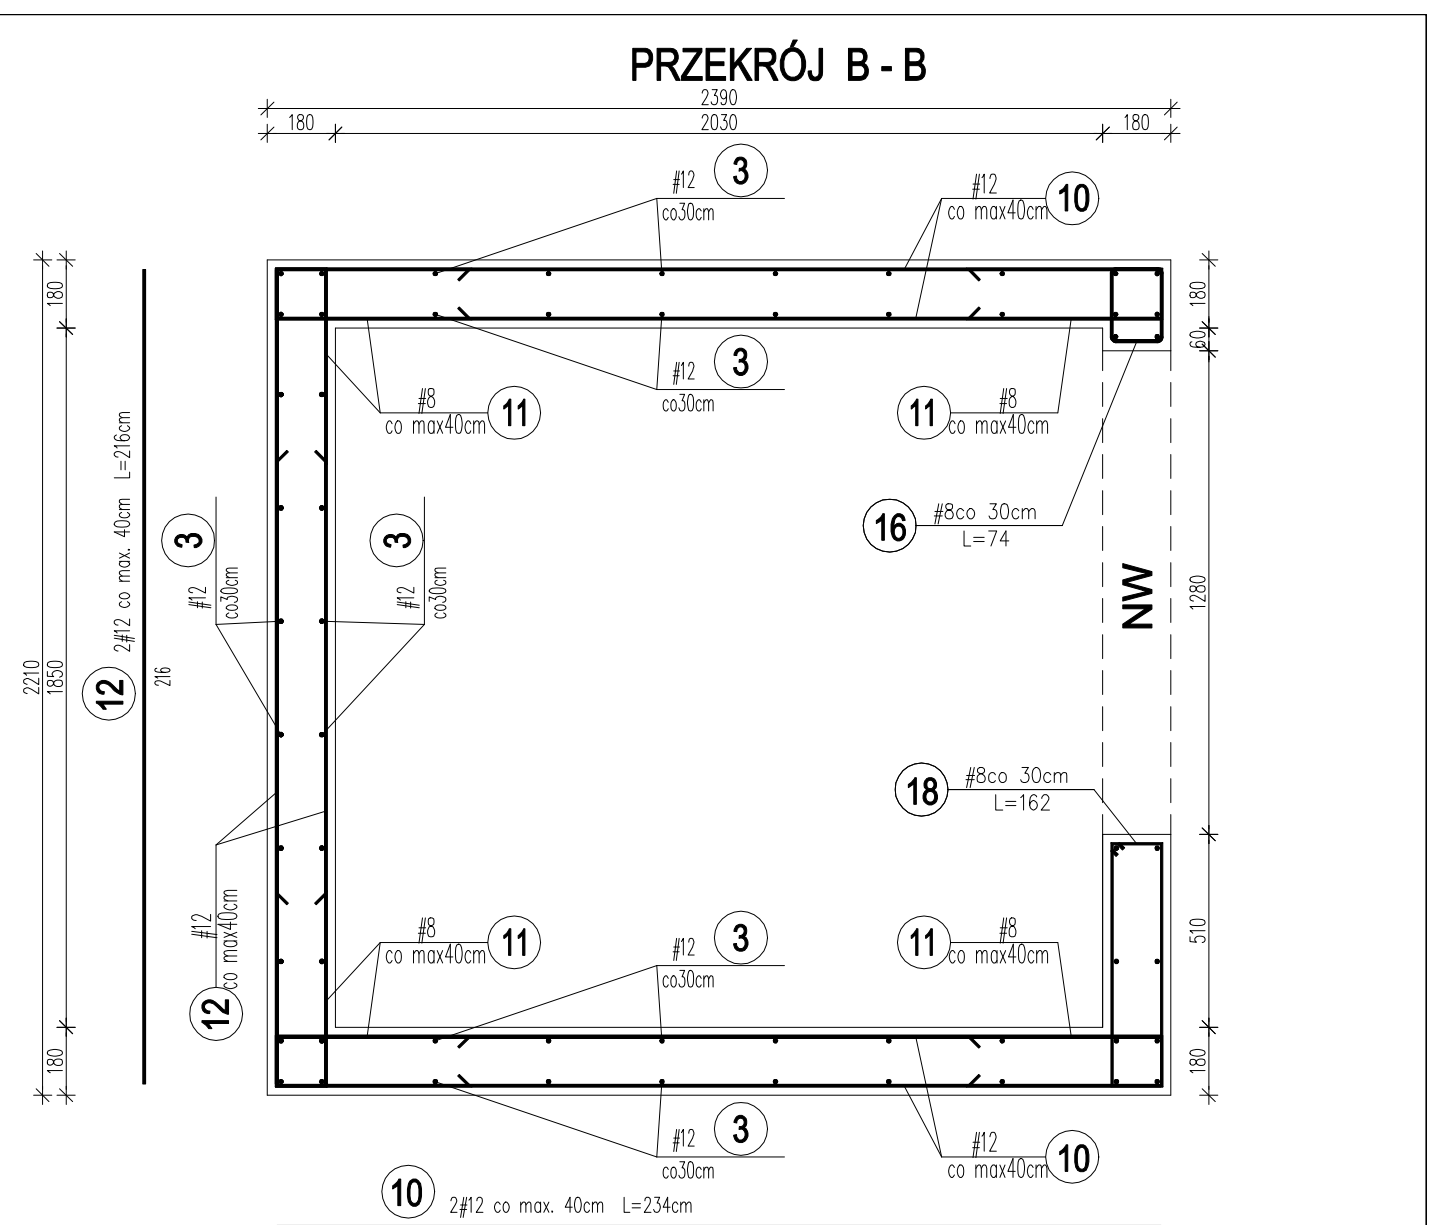 PRZEKRÓJ B - B
2390
180
2030
180
#12
co30cm
3
#12
co max40cm
10
180
180
60
#12
co30cm
3
#8
co max40cm
11
11
#8
co max40cm
2#12 co max. 40cm L=216cm
12
216
2210
1850
3
#12
co30cm
3
#12
co30cm
16
#8co 30cm
L=74
NW
1280
18
#8co 30cm
L=162
#12
co max40cm
12
#8
co max40cm
11
#12
co30cm
3
11
#8
co max40cm
510
180
180
#12
co30cm
3
#12
co max40cm
10
10
2#12 co max. 40cm L=234cm